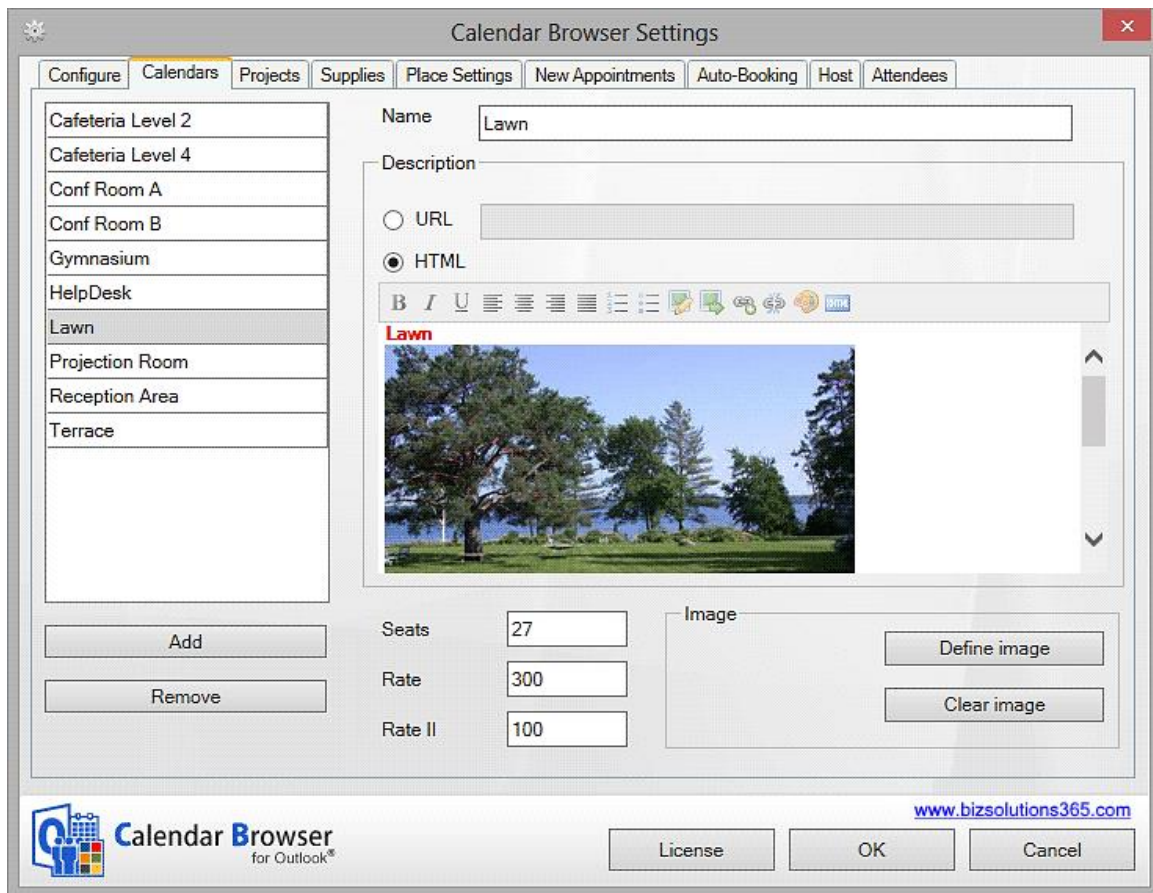 Calendar Browser Settings
Configure Calendars Projects Supplies Place Settings New Appointments Auto-Booking Host Attendees
Cafeteria Level 2
Cafeteria Level 4
Conf Room A
Conf Room B
Gymnasium
HelpDesk
Lawn
Projection Room
Reception Area
Terrace
Add
Remove
Name Lawn
Description
URL
HTML
B I U
Lawn
Seats 27
Rate 300
Rate II 100
Image
Define image
Clear image
www.bizsolutions365.com
Calendar Browser
for Outlook®
License OK Cancel